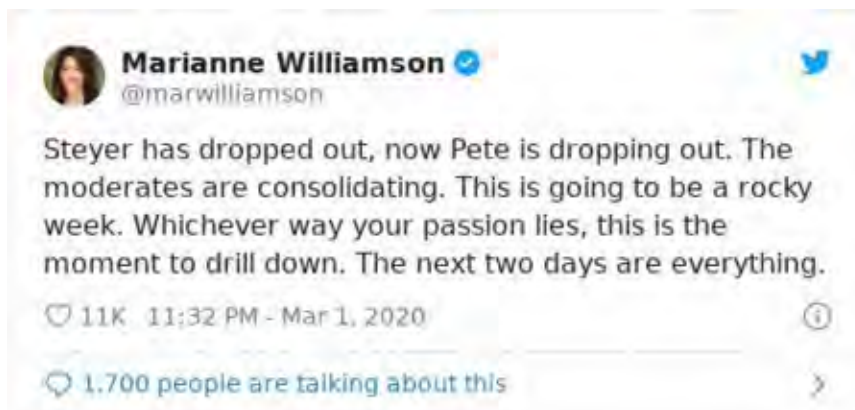 Marianne Williamson
@marwilliamson
Steyer has dropped out, now Pete is dropping out. The
moderates are consolidating. This is going to be a rocky
week. Whichever way your passion lies, this is the
moment to drill down. The next two days are everything.
11K 11:32 PM - Mar 1, 2020
1,700 people are talking about this